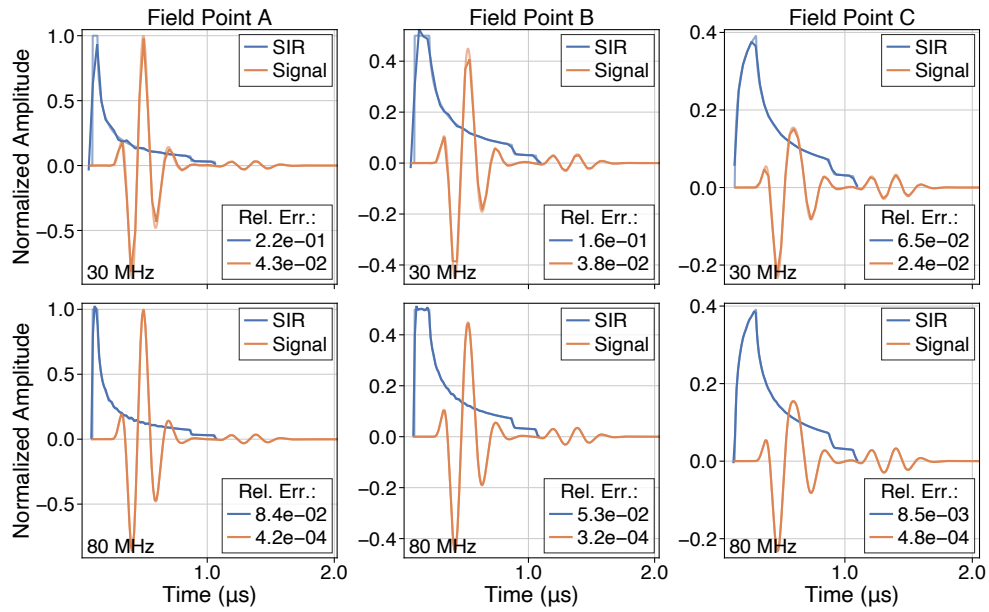 Field Point A
Field Point B
Field Point C
Normalized Amplitude
1.0
0.5
0.0
−0.5
SIR
Signal
Rel. Err.:
2.2e−01
4.3e−02
30 MHz
0.4
0.2
0.0
−0.2
−0.4
SIR
Signal
Rel. Err.:
1.6e−01
3.8e−02
30 MHz
0.4
0.2
0.0
−0.2
SIR
Signal
Rel. Err.:
6.5e−02
2.4e−02
30 MHz
Normalized Amplitude
1.0
0.5
0.0
−0.5
SIR
Signal
Rel. Err.:
8.4e−02
4.2e−04
80 MHz
1.0
2.0
Time (μs)
0.4
0.2
0.0
−0.2
−0.4
SIR
Signal
Rel. Err.:
5.3e−02
3.2e−04
80 MHz
1.0
2.0
Time (μs)
0.4
0.2
0.0
−0.2
SIR
Signal
Rel. Err.:
8.5e−03
4.8e−04
80 MHz
1.0
2.0
Time (μs)